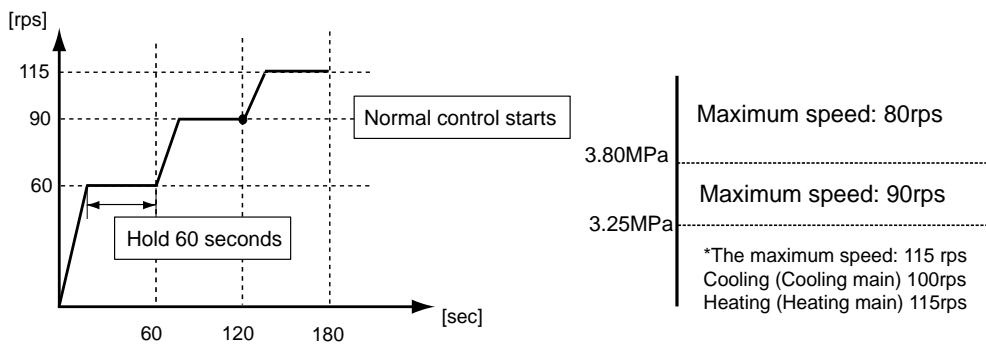 [rps]
115
90
60
Normal control starts
Hold 60 seconds
60
120
180
[sec]
Maximum speed: 80rps
3.80MPa
Maximum speed: 90rps
3.25MPa
*The maximum speed: 115 rps
Cooling (Cooling main) 100rps
Heating (Heating main) 115rps